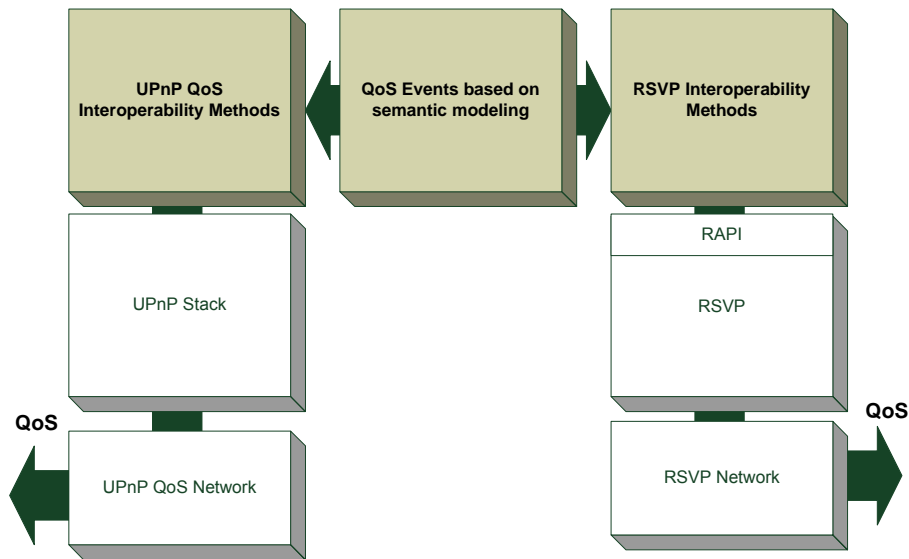 UPnP QoS
Interoperability Methods
QoS Events based on
semantic modeling
RSVP Interoperability
Methods
UPnP Stack
RAPI
RSVP
QoS
UPnP QoS Network
RSVP Network
QoS